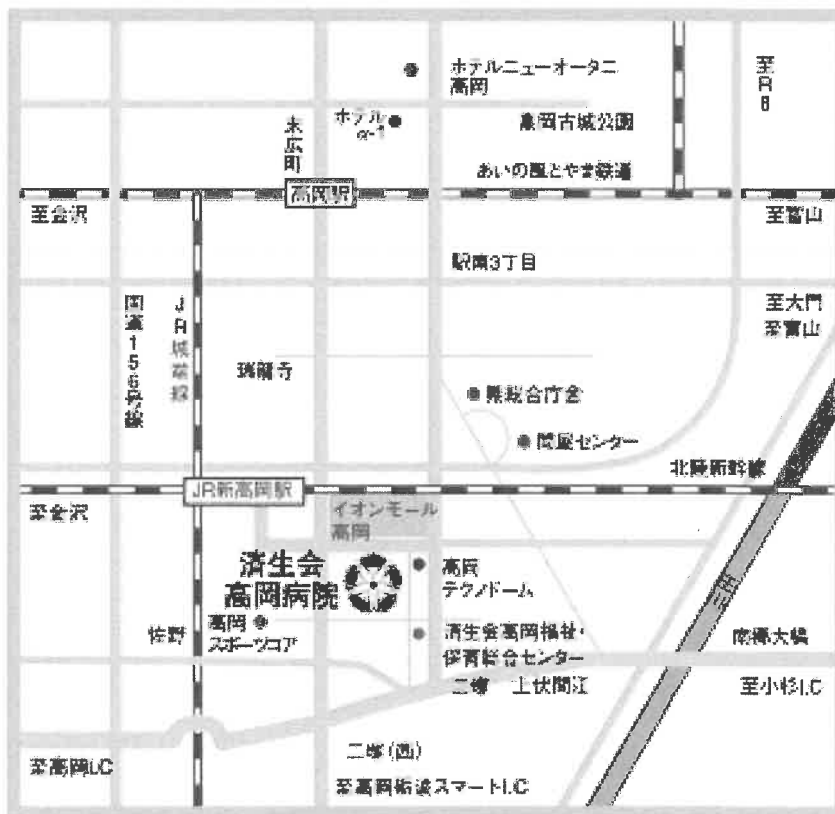 ホテルニューオータニ
高岡
至R8
ホテル
α-1
末広町
高岡古城公園
あいの風とやま鉄道
高岡駅
至金沢
至富山
駅南3丁目
国道156号線
JR城端線
至大門
至富山
瑞龍寺
県総合庁舎
問屋センター
北陸新幹線
JR新高岡駅
至金沢
イオンモール
高岡
済生会
高岡病院
高岡
テクノドーム
佐野
高岡
スポーツコア
済生会高岡福祉・
保育総合センター
南郷大橋
二塚
上伏間江
至小杉I.C
至高岡I.C
二塚(西)
至高岡砺波スマートI.C